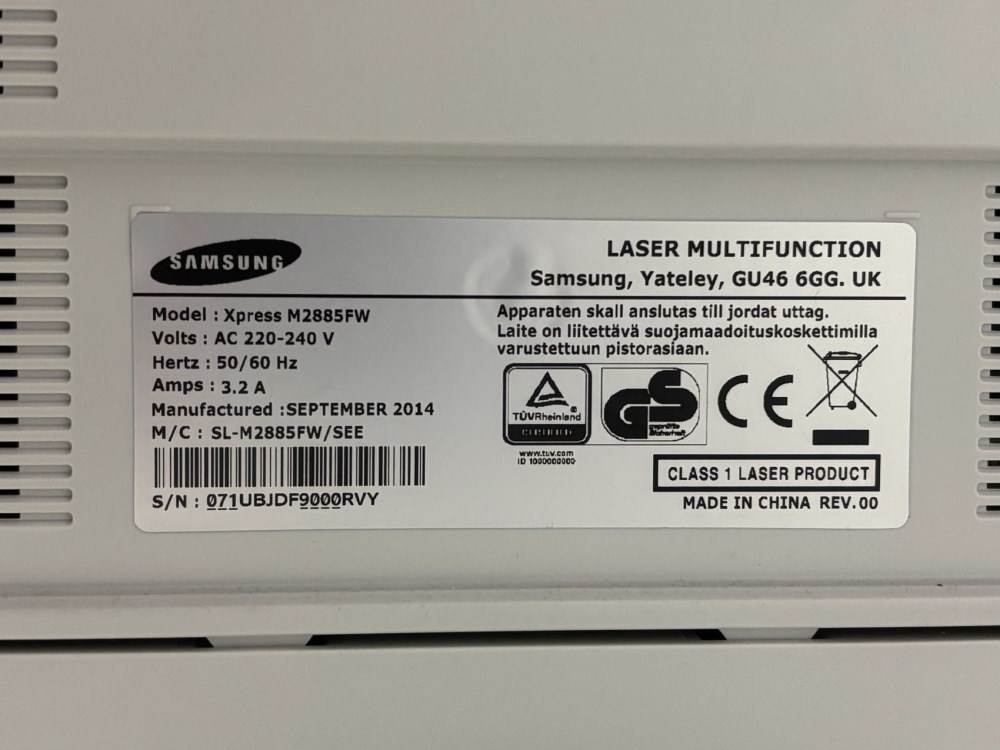 SAMSUNG
LASER MULTIFUNCTION
Samsung, Yateley, GU46 6GG. UK
Model : Xpress M2885FW
Volts : AC 220-240 V
Hertz : 50/60 Hz
Amps : 3.2 A
Manufactured :SEPTEMBER 2014
M/C : SL-M2885FW/SEE
S/N : 071UBJDF9000RVY
Apparaten skall anslutas till jordat uttag.
Laite on liitettävä suojamaadoituskoskettimilla
varustettuun pistorasiaan.
TÜVRheinland®
CERTIFIED
www.tuv.com
ID 1000000000
GS
geprüfte
Sicherheit
CE
CLASS 1 LASER PRODUCT
MADE IN CHINA REV.00